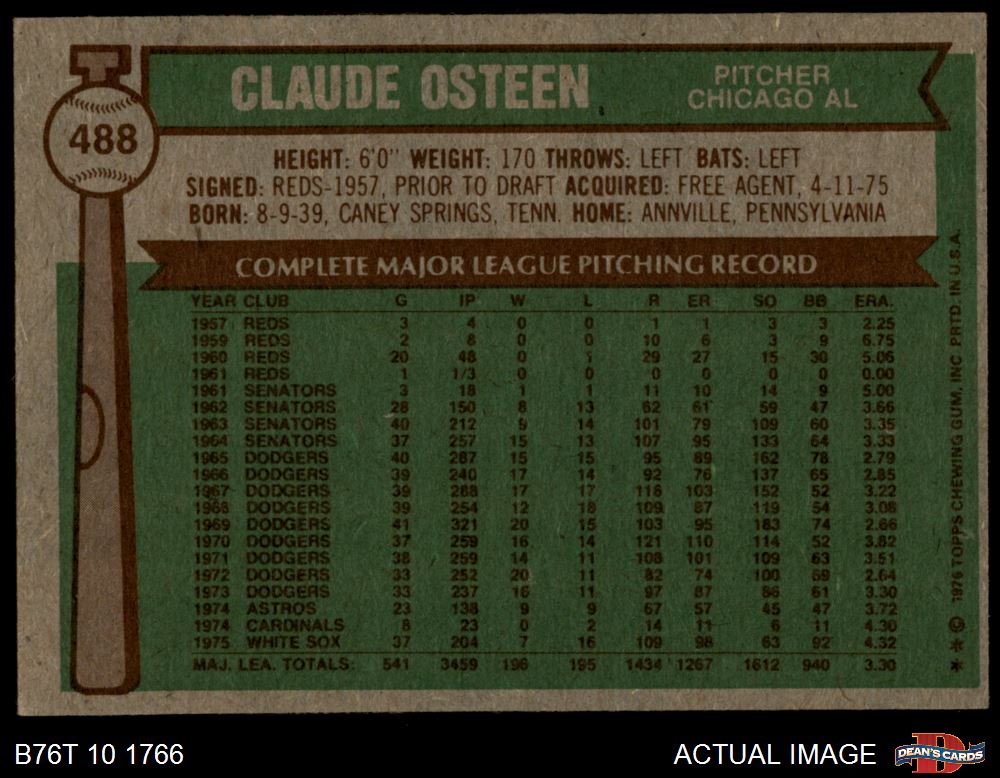 CLAUDE OSTEEN
PITCHER
CHICAGO AL
488
HEIGHT: 6'0" WEIGHT: 170 THROWS: LEFT BATS: LEFT
SIGNED: REDS-1957, PRIOR TO DRAFT ACQUIRED: FREE AGENT, 4-11-75
BORN: 8-9-39, CANEY SPRINGS, TENN. HOME: ANNVILLE, PENNSYLVANIA
COMPLETE MAJOR LEAGUE PITCHING RECORD
YEAR CLUB G IP W L R ER SO BB ERA.
1957 REDS 3 4 0 0 1 1 3 3 2.25
1959 REDS 2 8 0 0 10 6 3 9 6.75
1960 REDS 20 48 0 1 29 27 15 30 5.06
1961 REDS 1 1/3 0 0 0 0 0 0 0.00
1961 SENATORS 3 18 1 1 11 10 14 9 5.00
1962 SENATORS 28 150 8 13 62 61 59 47 3.66
1963 SENATORS 40 212 9 14 101 79 109 60 3.35
1964 SENATORS 37 257 15 13 107 95 133 64 3.33
1965 DODGERS 40 287 15 15 95 89 162 78 2.79
1966 DODGERS 39 240 17 14 92 76 137 65 2.85
1967 DODGERS 39 288 17 17 116 103 152 52 3.22
1968 DODGERS 39 254 12 18 109 87 119 54 3.08
1969 DODGERS 41 321 20 15 103 95 183 74 2.66
1970 DODGERS 37 259 16 14 121 110 114 52 3.82
1971 DODGERS 38 259 14 11 108 101 109 63 3.51
1972 DODGERS 33 252 20 11 82 74 100 69 2.64
1973 DODGERS 33 237 16 11 97 87 86 61 3.30
1974 ASTROS 23 138 9 9 67 57 45 47 3.72
1974 CARDINALS 8 23 0 2 14 11 6 11 4.30
1975 WHITE SOX 37 204 7 16 109 98 63 92 4.32
MAJ. LEA. TOTALS: 541 3459 196 195 1434 1267 1612 940 3.30
* * © 1976 TOPPS CHEWING GUM, INC PRTD. IN U.S.A.
B76T 10 1766
ACTUAL IMAGE
DEAN'S CARDS